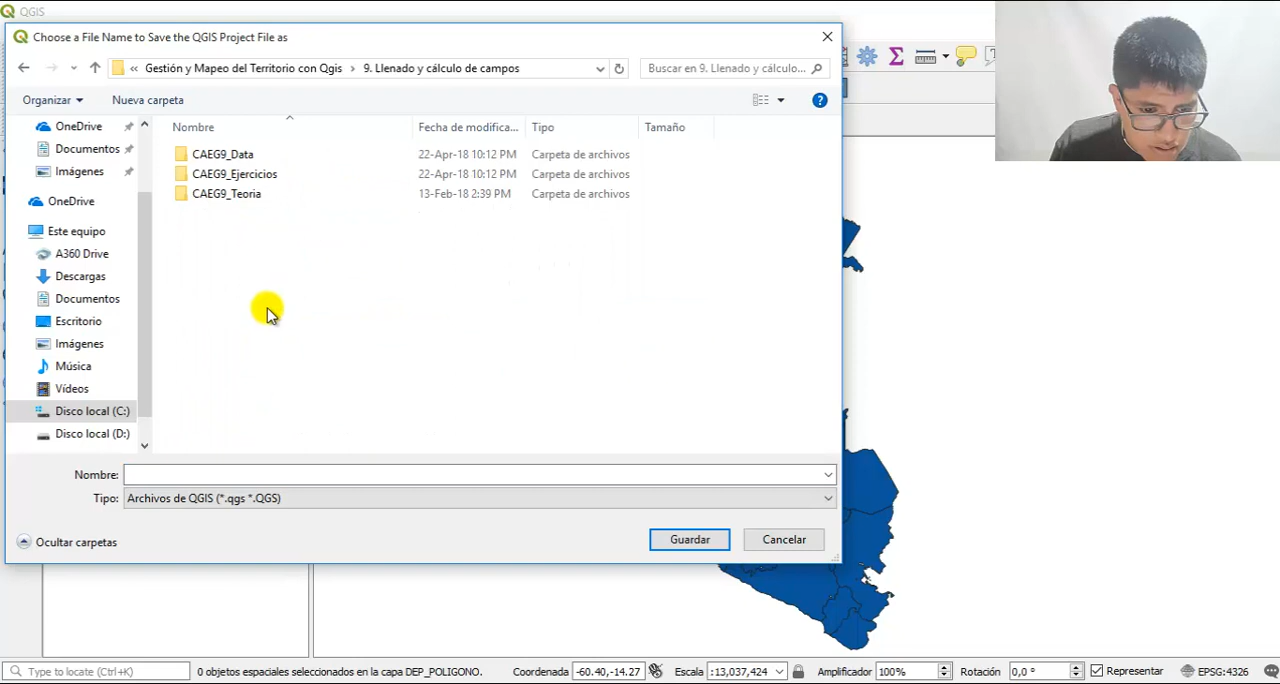 QGIS
Choose a File Name to Save the QGIS Project File as
« Gestión y Mapeo del Territorio con Qgis > 9. Llenado y cálculo de campos
Buscar en 9. Llenado y cálculo...
Organizar
Nueva carpeta
Nombre Fecha de modifica... Tipo Tamaño
CAEG9_Data 22-Apr-18 10:12 PM Carpeta de archivos
CAEG9_Ejercicios 22-Apr-18 10:12 PM Carpeta de archivos
CAEG9_Teoria 13-Feb-18 2:39 PM Carpeta de archivos
OneDrive
Documentos
Imágenes
OneDrive
Este equipo
A360 Drive
Descargas
Documentos
Escritorio
Imágenes
Música
Vídeos
Disco local (C:)
Disco local (D:)
Nombre:
Tipo: Archivos de QGIS (*.qgs *.QGS)
Ocultar carpetas
Guardar
Cancelar
Type to locate (Ctrl+K) 0 objetos espaciales seleccionados en la capa DEP_POLIGONO. Coordenada -60.40,-14.27 Escala :13,037,424 Amplificador 100% Rotación 0,0 ° Representar EPSG:4326